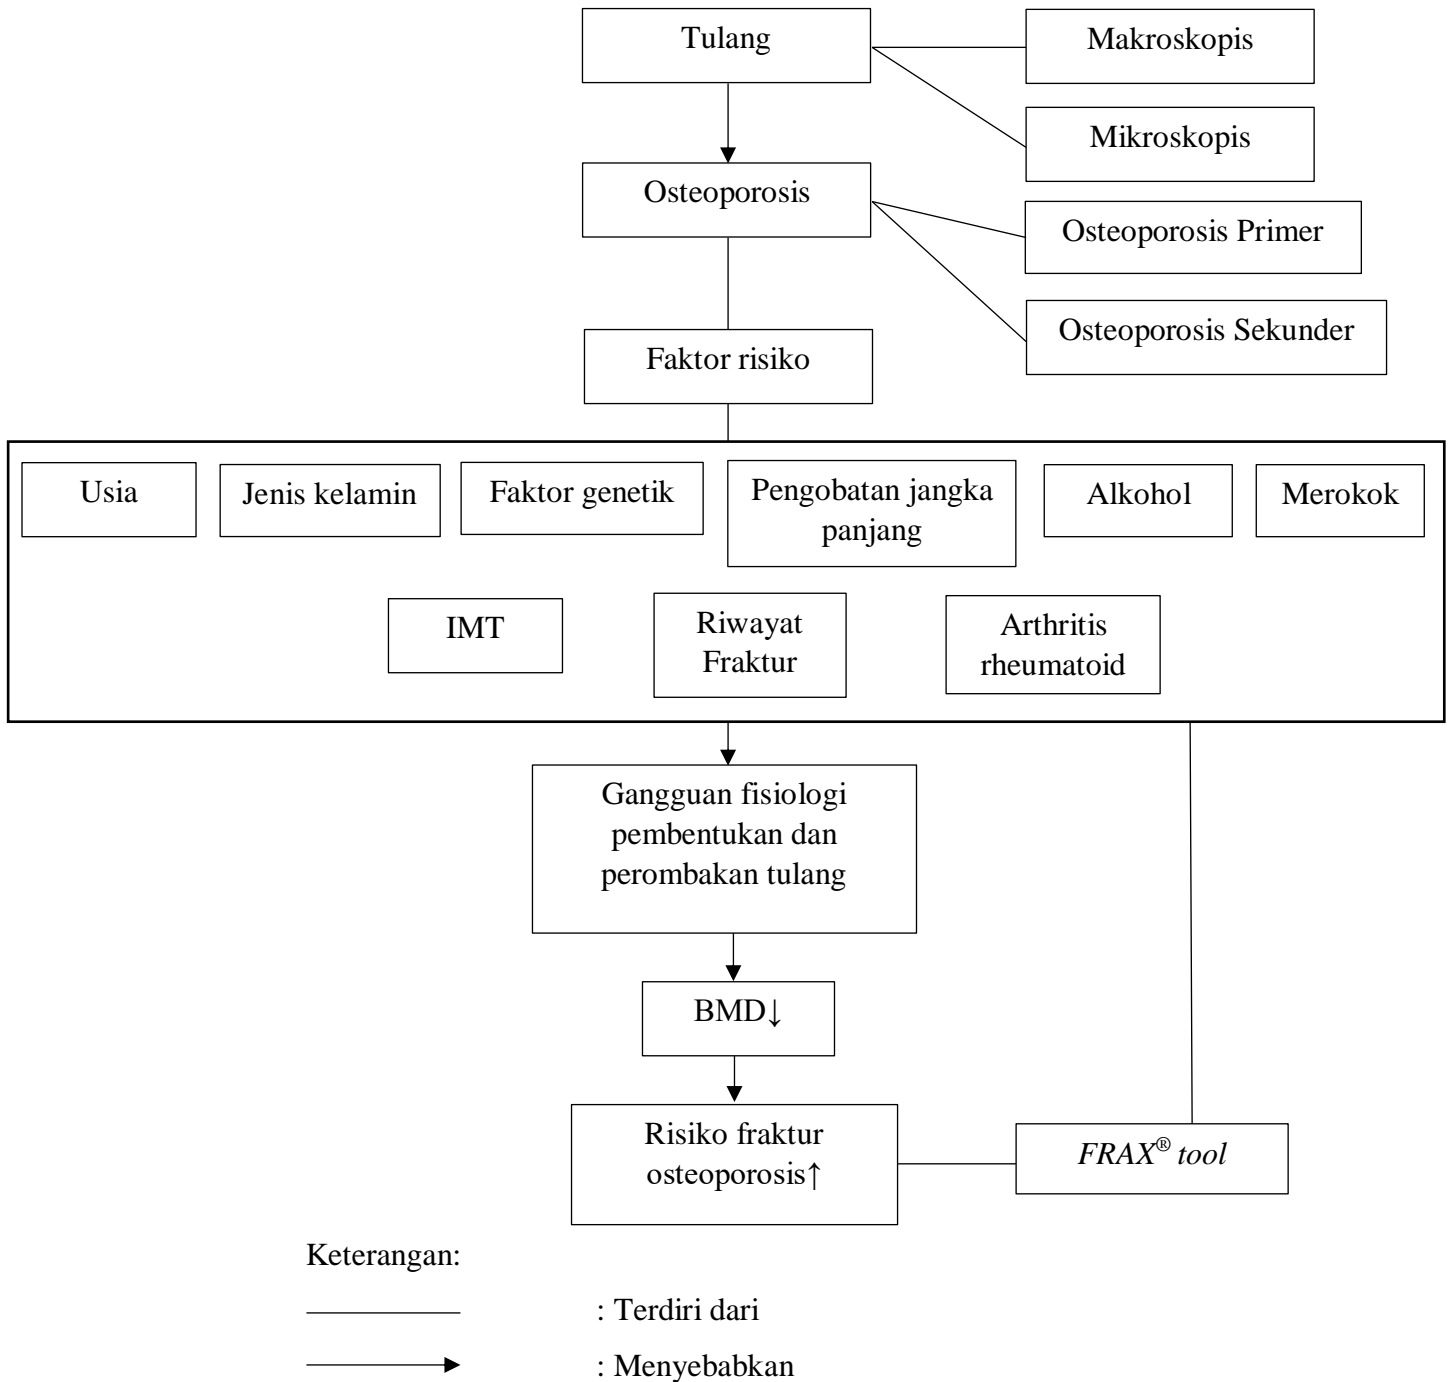 Tulang
Makroskopis
Mikroskopis
Osteoporosis
Osteoporosis Primer
Osteoporosis Sekunder
Faktor risiko
Usia
Jenis kelamin
Faktor genetik
Pengobatan jangka
panjang
Alkohol
Merokok
IMT
Riwayat
Fraktur
Arthritis
rheumatoid
Gangguan fisiologi
pembentukan dan
perombakan tulang
BMD↓
Risiko fraktur
osteoporosis↑
FRAX® tool
Keterangan:
: Terdiri dari
: Menyebabkan